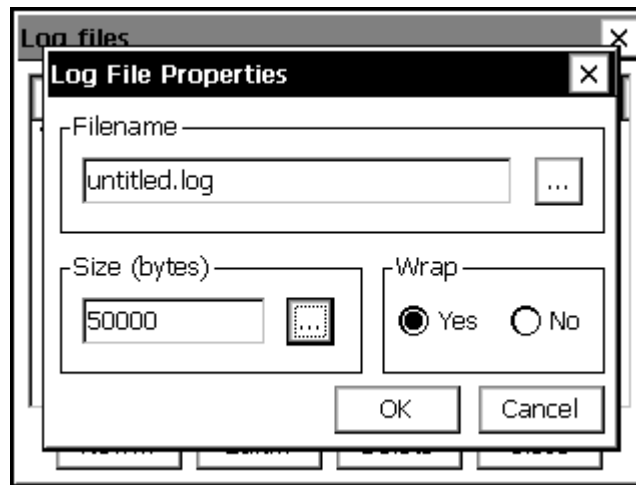 Log files
Log File Properties
Filename
untitled.log
...
Size (bytes)
50000
...
Wrap
Yes
No
OK
Cancel